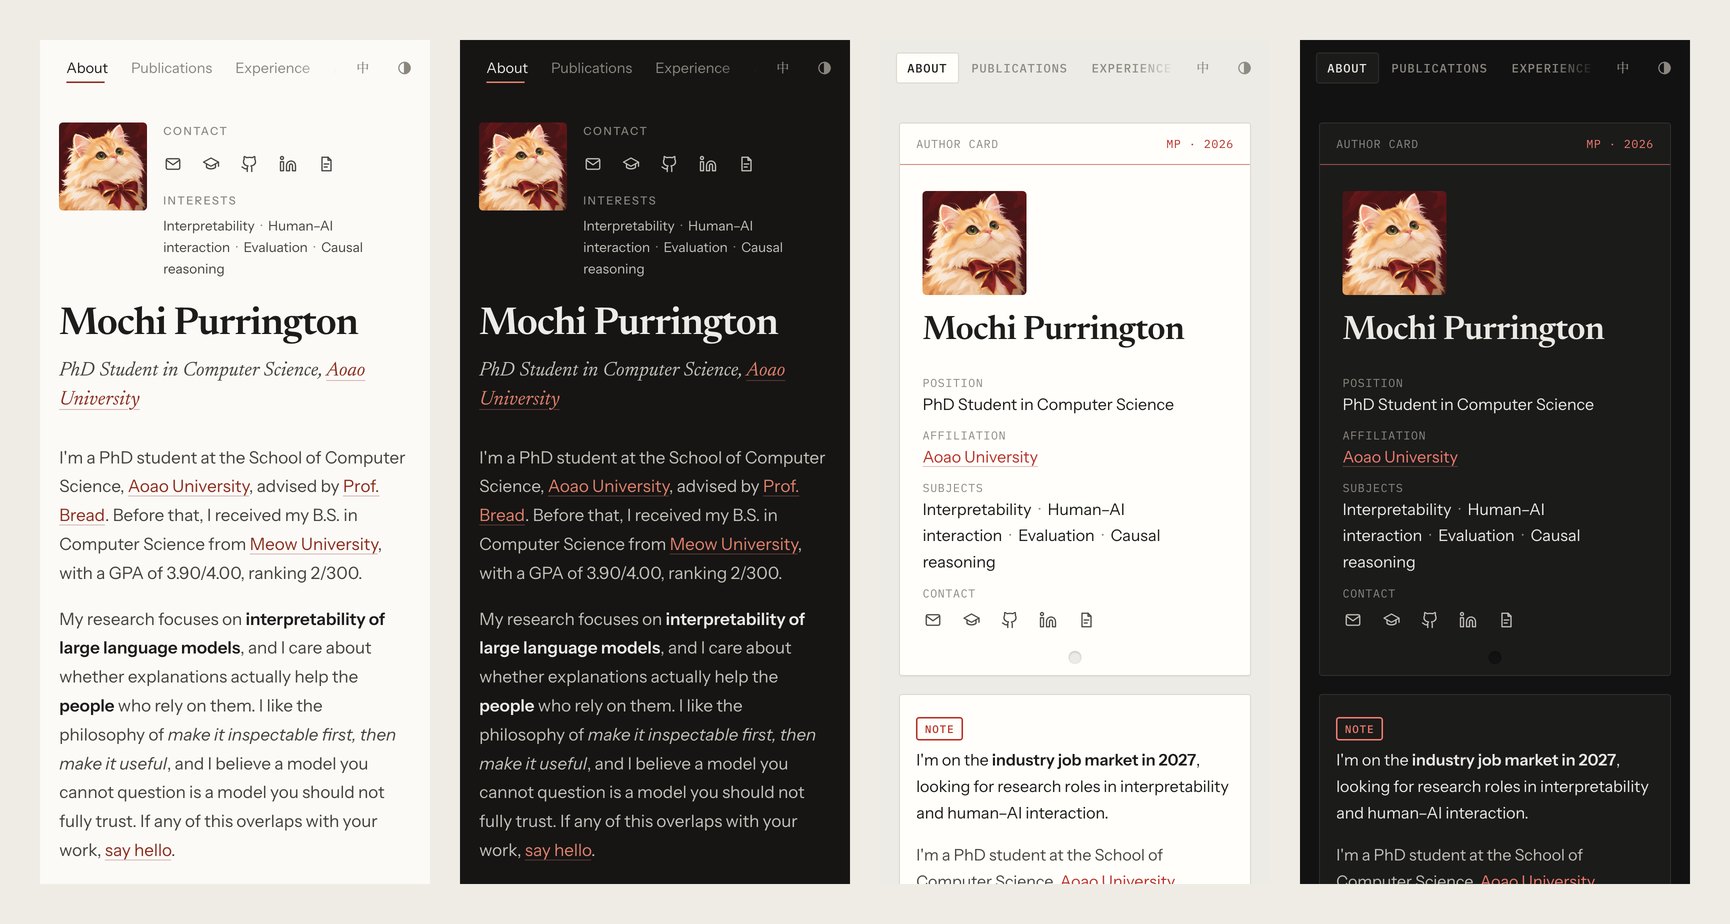 About Publications Experience 中
CONTACT
INTERESTS
Interpretability · Human–AI
interaction · Evaluation · Causal
reasoning
Mochi Purrington
PhD Student in Computer Science, Aoao
University
I'm a PhD student at the School of Computer
Science, Aoao University, advised by Prof.
Bread. Before that, I received my B.S. in
Computer Science from Meow University,
with a GPA of 3.90/4.00, ranking 2/300.
My research focuses on interpretability of
large language models, and I care about
whether explanations actually help the
people who rely on them. I like the
philosophy of make it inspectable first, then
make it useful, and I believe a model you
cannot question is a model you should not
fully trust. If any of this overlaps with your
work, say hello.
About Publications Experience 中
CONTACT
INTERESTS
Interpretability · Human–AI
interaction · Evaluation · Causal
reasoning
Mochi Purrington
PhD Student in Computer Science, Aoao
University
I'm a PhD student at the School of Computer
Science, Aoao University, advised by Prof.
Bread. Before that, I received my B.S. in
Computer Science from Meow University,
with a GPA of 3.90/4.00, ranking 2/300.
My research focuses on interpretability of
large language models, and I care about
whether explanations actually help the
people who rely on them. I like the
philosophy of make it inspectable first, then
make it useful, and I believe a model you
cannot question is a model you should not
fully trust. If any of this overlaps with your
work, say hello.
ABOUT PUBLICATIONS EXPERIENCE 中
AUTHOR CARD MP · 2026
Mochi Purrington
POSITION
PhD Student in Computer Science
AFFILIATION
Aoao University
SUBJECTS
Interpretability · Human–AI
interaction · Evaluation · Causal
reasoning
CONTACT
NOTE
I'm on the industry job market in 2027,
looking for research roles in interpretability
and human–AI interaction.
I'm a PhD student at the School of
Computer Science, Aoao University,
ABOUT PUBLICATIONS EXPERIENCE 中
AUTHOR CARD MP · 2026
Mochi Purrington
POSITION
PhD Student in Computer Science
AFFILIATION
Aoao University
SUBJECTS
Interpretability · Human–AI
interaction · Evaluation · Causal
reasoning
CONTACT
NOTE
I'm on the industry job market in 2027,
looking for research roles in interpretability
and human–AI interaction.
I'm a PhD student at the School of
Computer Science, Aoao University,